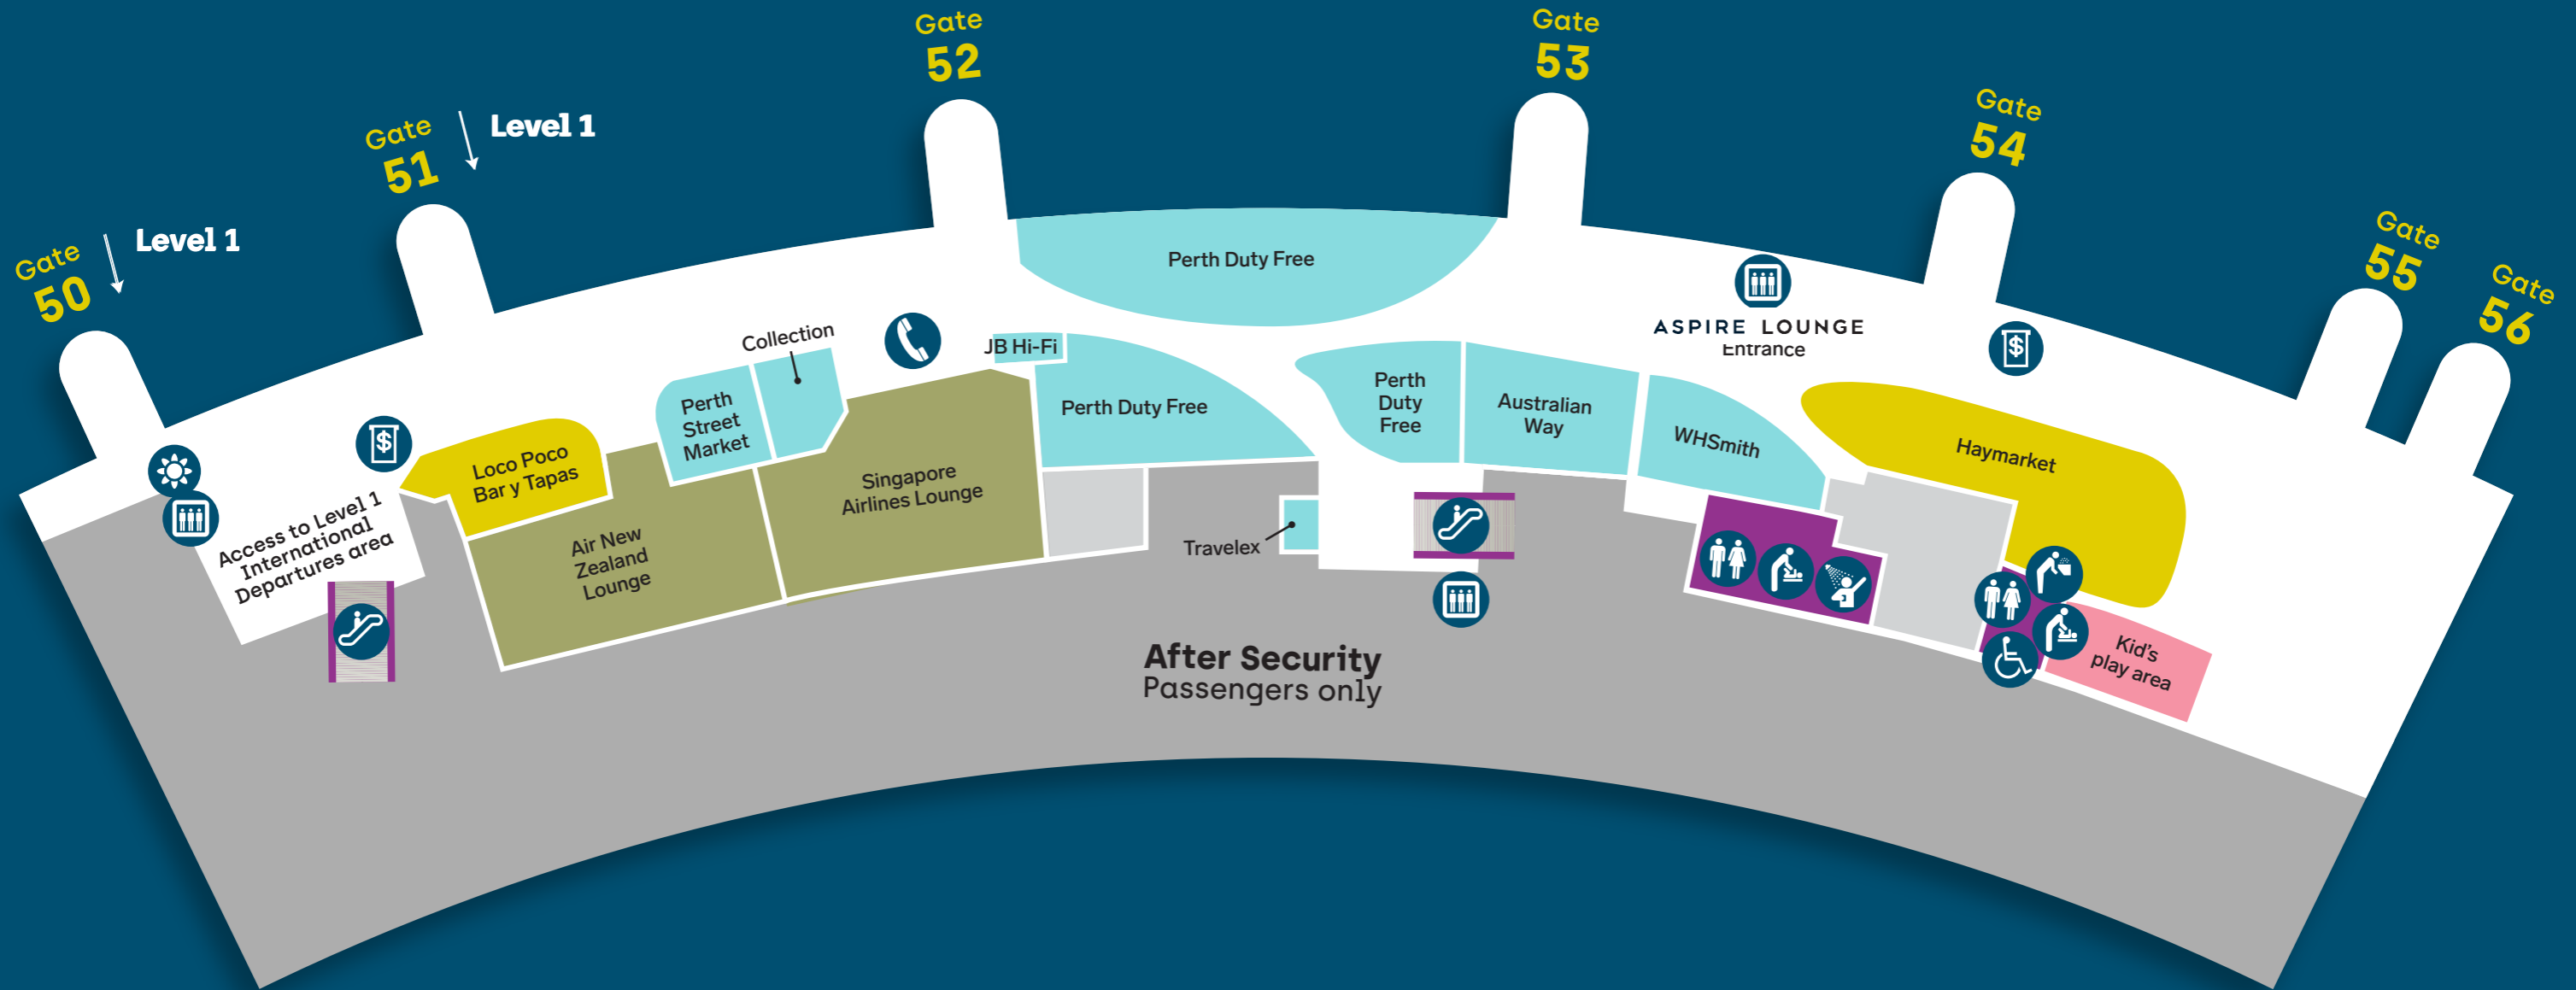 Gate
50
Level 1
Gate
51
Level 1
Gate
52
Gate
53
Gate
54
Gate
55
Gate
56
Perth Duty Free
Collection
JB Hi-Fi
ASPIRE LOUNGE
Entrance
Perth
Street
Market
Perth Duty Free
Perth
Duty
Free
Australian
Way
WHSmith
Haymarket
Loco Poco
Bar y Tapas
Singapore
Airlines Lounge
Access to Level 1
International
Departures area
Air New
Zealand
Lounge
Travelex
After Security
Passengers only
Kid's
play area
$
$